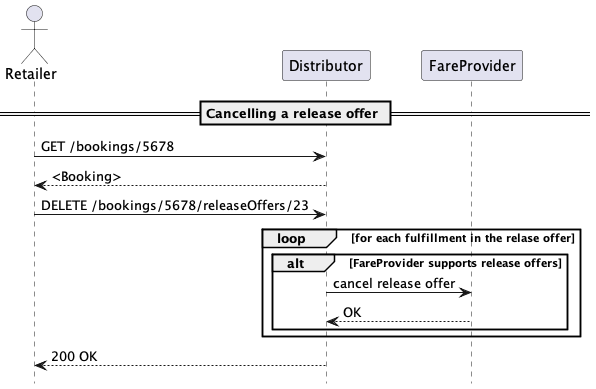 Retailer
Distributor
FareProvider
Cancelling a release offer
GET /bookings/5678
<Booking>
DELETE /bookings/5678/releaseOffers/23
loop [for each fulfillment in the relase offer]
alt [FareProvider supports release offers]
cancel release offer
OK
200 OK